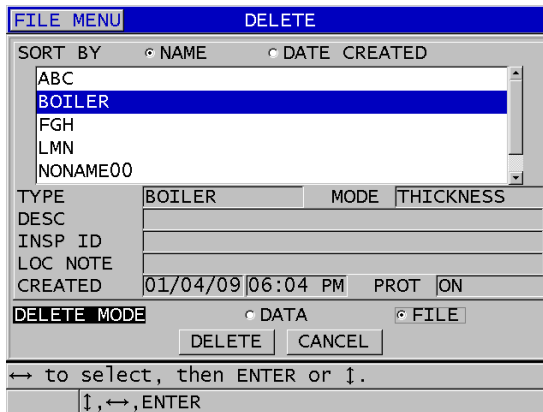 FILE MENU DELETE
SORT BY NAME DATE CREATED
ABC
BOILER
FGH
LMN
NONAME00
TYPE BOILER MODE THICKNESS
DESC
INSP ID
LOC NOTE
CREATED 01/04/09 06:04 PM PROT ON
DELETE MODE DATA FILE
DELETE CANCEL
↔ to select, then ENTER or ↕.
↕,↔,ENTER